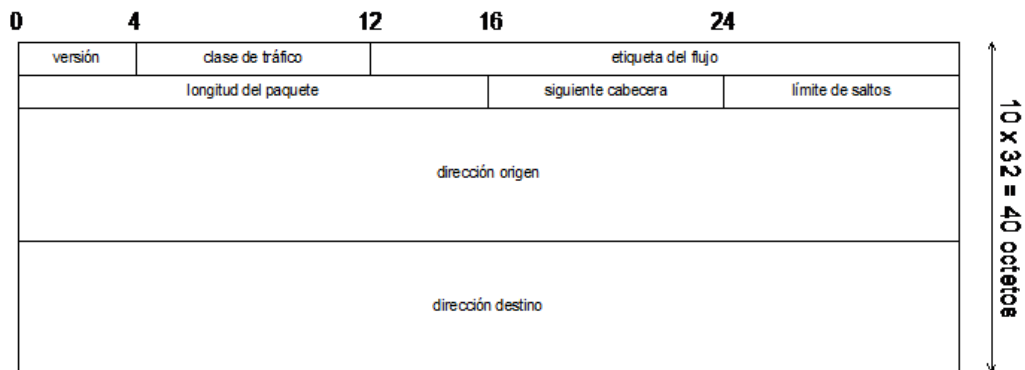 0 4 12 16 24
versión clase de tráfico etiqueta del flujo
longitud del paquete siguiente cabecera límite de saltos
dirección origen
dirección destino
10 x 32 = 40 octetos